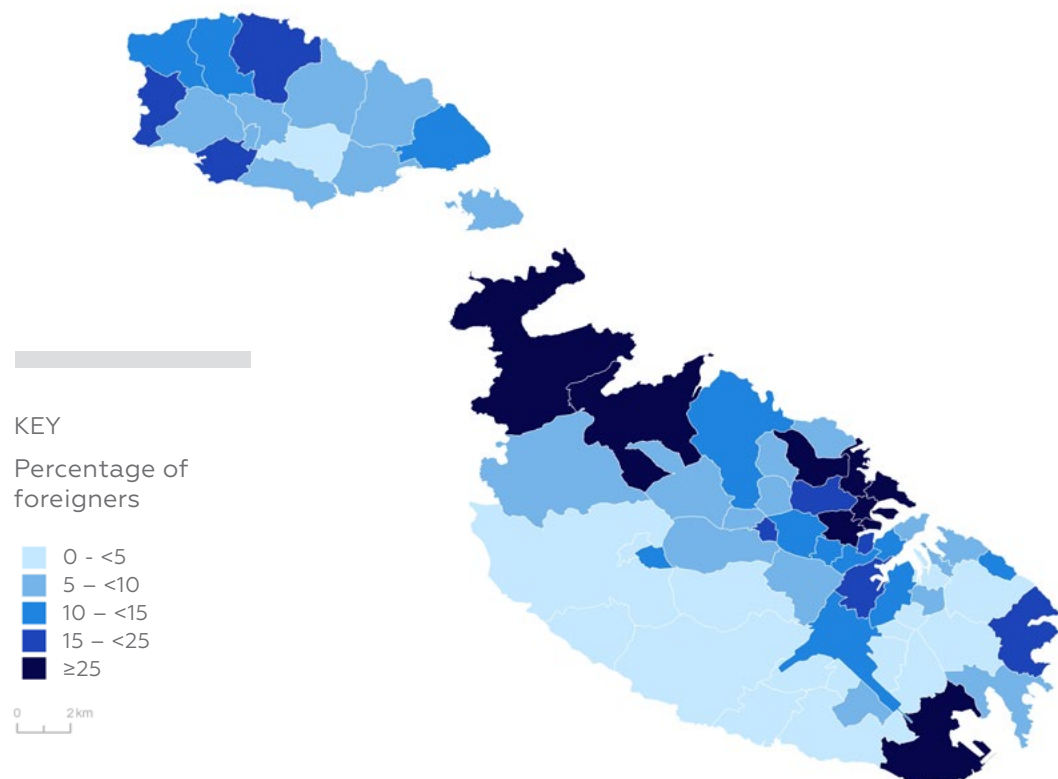 KEY
Percentage of
foreigners
0 - <5
5 – <10
10 – <15
15 – <25
≥25
0 2km